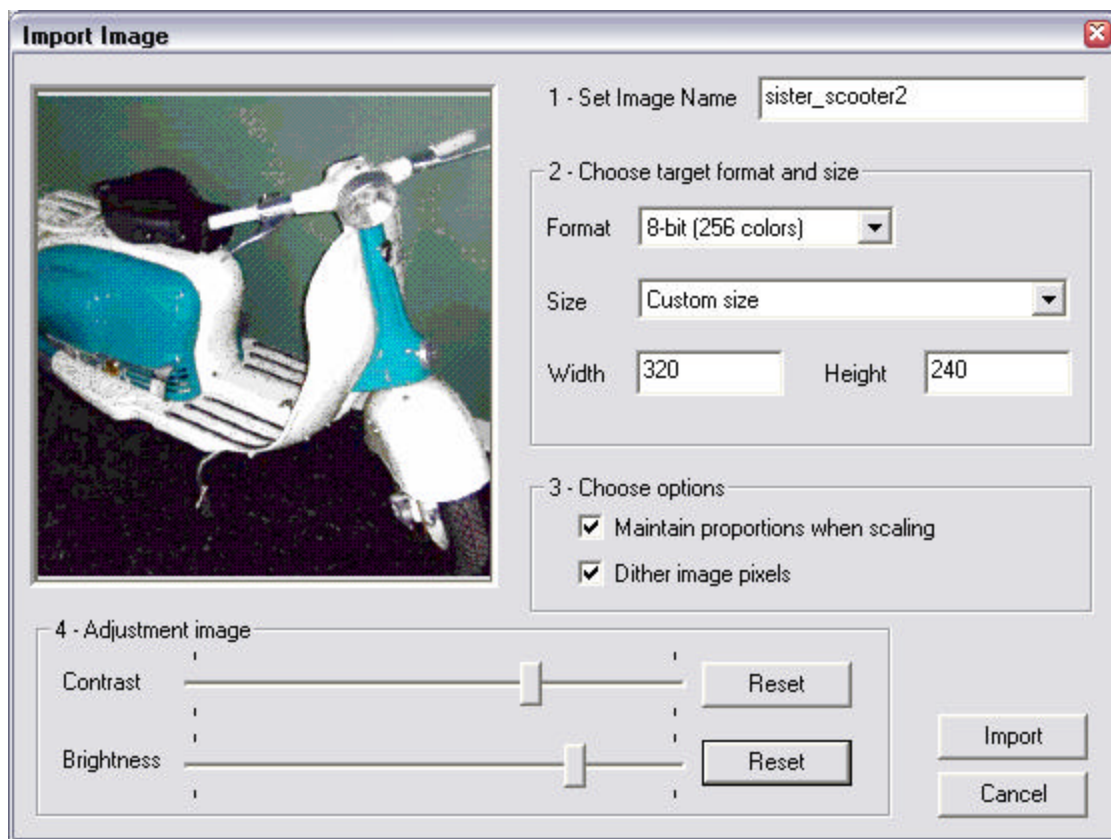 Import Image
1 - Set Image Name sister_scooter2
2 - Choose target format and size
Format 8-bit (256 colors)
Size Custom size
Width 320 Height 240
3 - Choose options
Maintain proportions when scaling
Dither image pixels
4 - Adjustment image
Contrast Reset
Brightness Reset
Import
Cancel